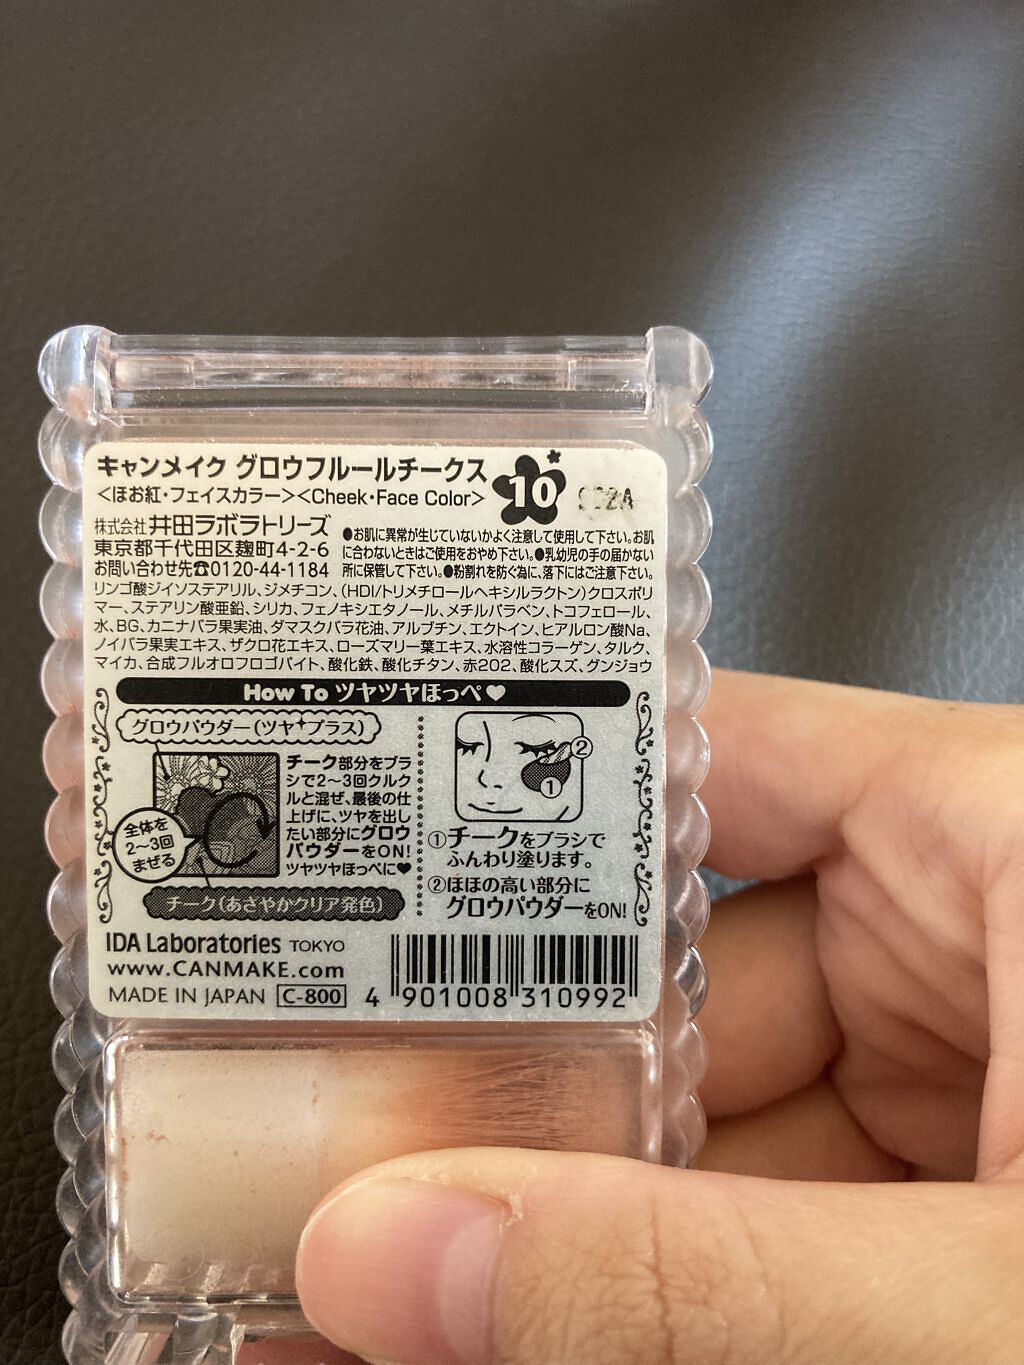 キャンメイク グロウフルールチークス
<ほお紅・フェイスカラー><Cheek・Face Color>
10
株式会社井田ラボラトリーズ
東京都千代田区麹町4-2-6
お問い合わせ先☎0120-44-1184
●お肌に異常が生じていないかよく注意して使用して下さい。お肌
に合わないときはご使用をおやめ下さい。●乳幼児の手の届かない
所に保管して下さい。●粉割れを防ぐ為に、落下にはご注意下さい。
リンゴ酸ジイソステアリル、ジメチコン、(HDI/トリメチロールヘキシルラクトン)クロスポリ
マー、ステアリン酸亜鉛、シリカ、フェノキシエタノール、メチルパラベン、トコフェロール、
水、BG、カニナバラ果実油、ダマスクバラ花油、アルブチン、エクトイン、ヒアルロン酸Na、
ノイバラ果実エキス、ザクロ花エキス、ローズマリー葉エキス、水溶性コラーゲン、タルク、
マイカ、合成フルオロフロゴパイト、酸化鉄、酸化チタン、赤202、酸化スズ、グンジョウ
How To ツヤツヤほっぺ♥
グロウパウダー(ツヤ✦プラス)
チーク部分をブラ
シで2〜3回クルク
ルと混ぜ、最後の仕
上げに、ツヤを出し
たい部分にグロウ
パウダーをON!
ツヤツヤほっぺに♥
全体を
2〜3回
まぜる
チーク(あざやかクリア発色)
②
①
①チークをブラシで
ふんわり塗ります。
②ほほの高い部分に
グロウパウダーをON!
IDA Laboratories TOKYO
www.CANMAKE.com
MADE IN JAPAN C-800
4 901008 310992